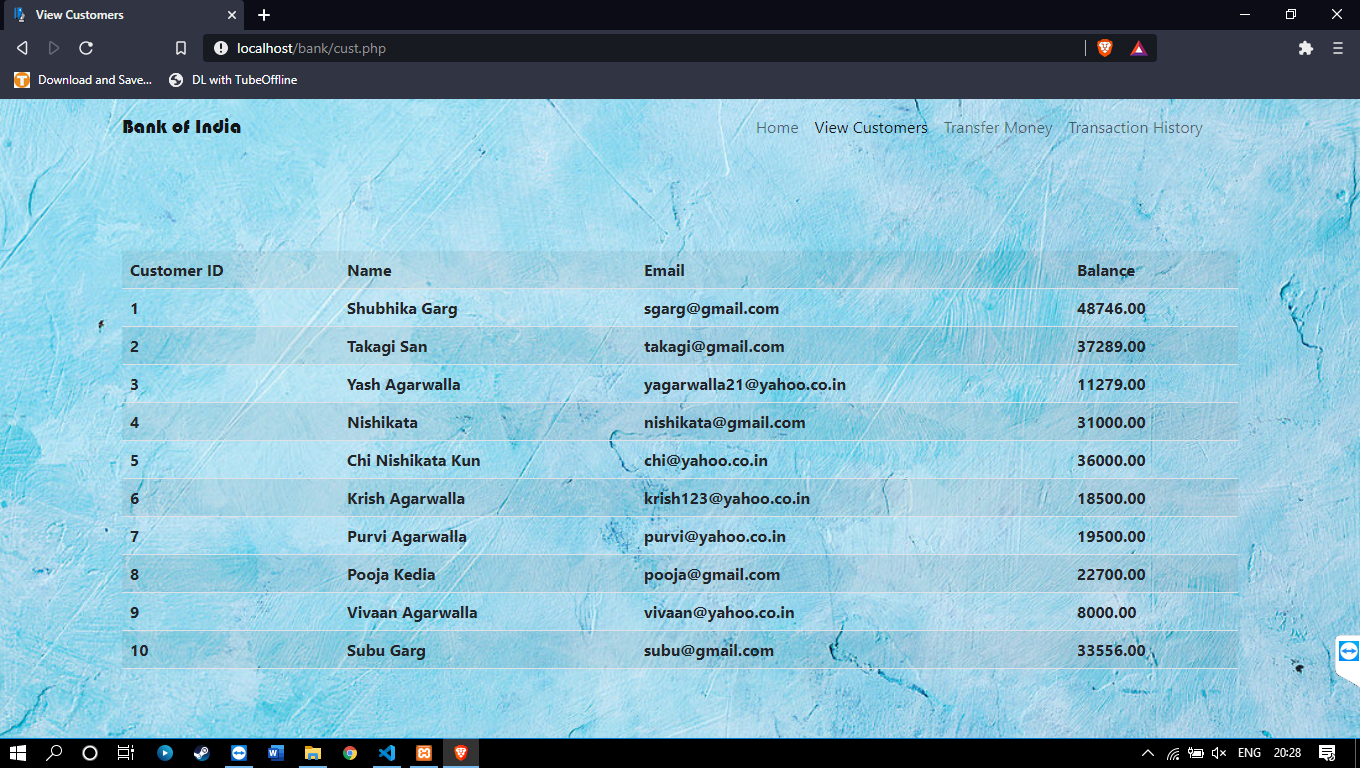 View Customers
localhost/bank/cust.php
Download and Save... DL with TubeOffline
Bank of India Home View Customers Transfer Money Transaction History
Customer ID Name Email Balance
1 Shubhika Garg sgarg@gmail.com 48746.00
2 Takagi San takagi@gmail.com 37289.00
3 Yash Agarwalla yagarwalla21@yahoo.co.in 11279.00
4 Nishikata nishikata@gmail.com 31000.00
5 Chi Nishikata Kun chi@yahoo.co.in 36000.00
6 Krish Agarwalla krish123@yahoo.co.in 18500.00
7 Purvi Agarwalla purvi@yahoo.co.in 19500.00
8 Pooja Kedia pooja@gmail.com 22700.00
9 Vivaan Agarwalla vivaan@yahoo.co.in 8000.00
10 Subu Garg subu@gmail.com 33556.00
ENG 20:28